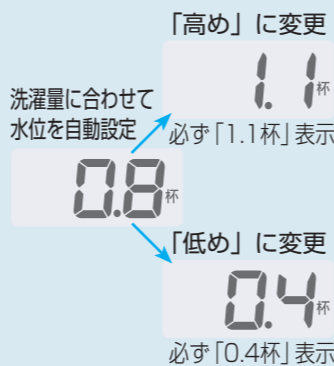 「高め」に変更
1.1杯
必ず「1.1杯」表示
洗濯量に合わせて
水位を自動設定
0.8杯
「低め」に変更
0.4杯
必ず「0.4杯」表示